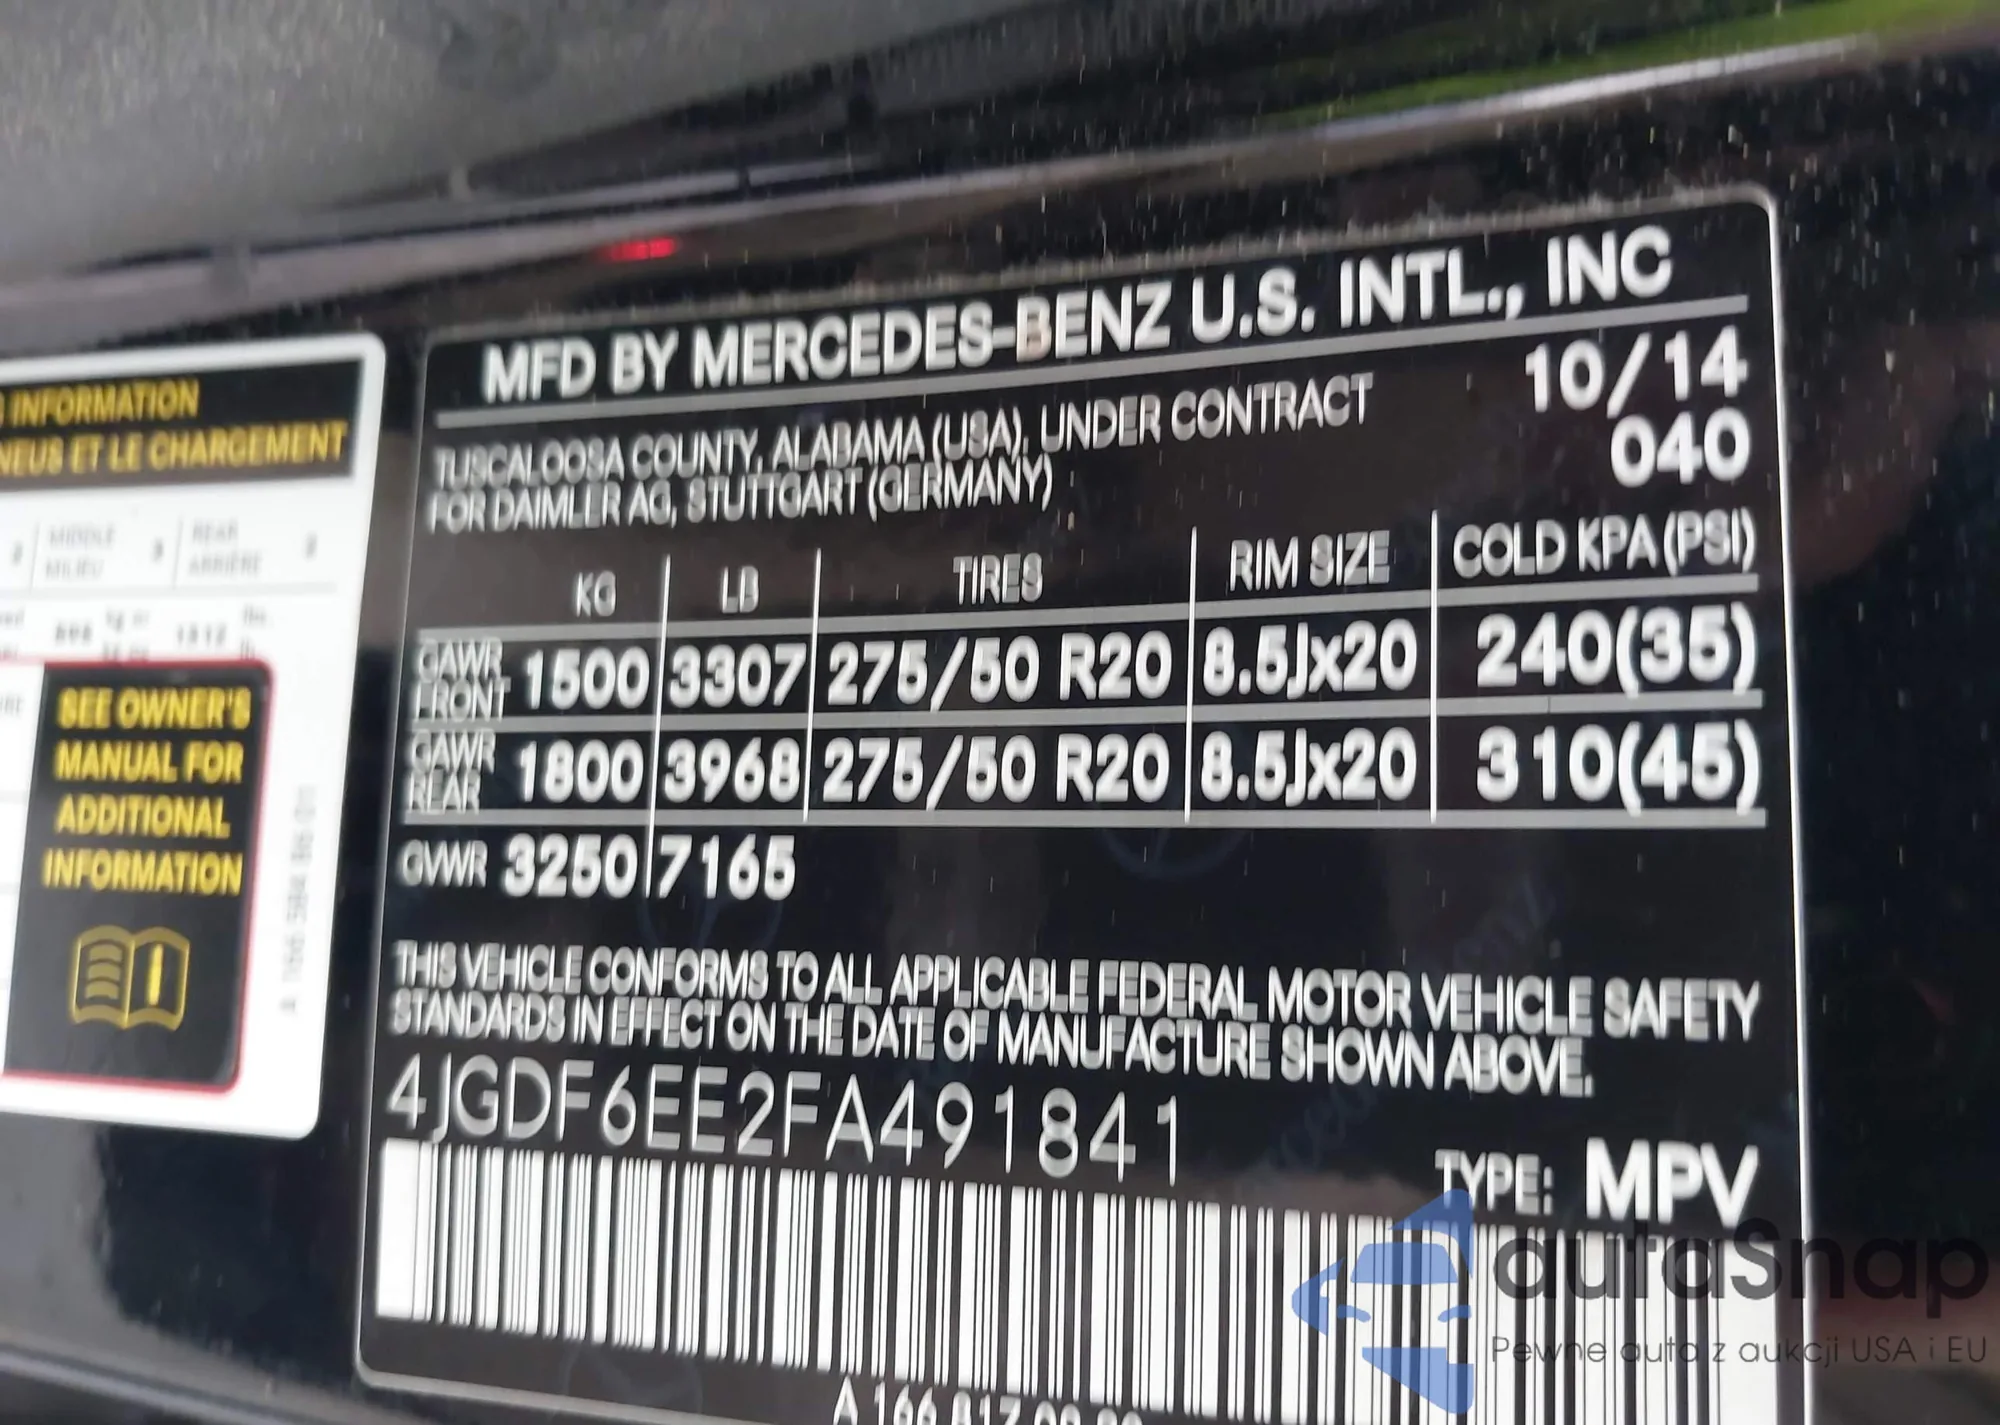 INFORMATION
NEUS ET LE CHARGEMENT
MIDDLE
MILIEU
3
REAR
ARRIÈRE
2
SEE OWNER'S
MANUAL FOR
ADDITIONAL
INFORMATION
MFD BY MERCEDES-BENZ U.S. INTL., INC
10/14
TUSCALOOSA COUNTY, ALABAMA (USA), UNDER CONTRACT
040
FOR DAIMLER AG, STUTTGART (GERMANY)
KG LB TIRES RIM SIZE COLD KPA (PSI)
GAWR FRONT 1500 3307 275/50 R20 8.5Jx20 240(35)
GAWR REAR 1800 3968 275/50 R20 8.5Jx20 310(45)
GVWR 3250 7165
THIS VEHICLE CONFORMS TO ALL APPLICABLE FEDERAL MOTOR VEHICLE SAFETY
STANDARDS IN EFFECT ON THE DATE OF MANUFACTURE SHOWN ABOVE.
4JGDF6EE2FA491841
TYPE: MPV
A 166 817
autaSnap
Pewne auta z aukcji USA i EU